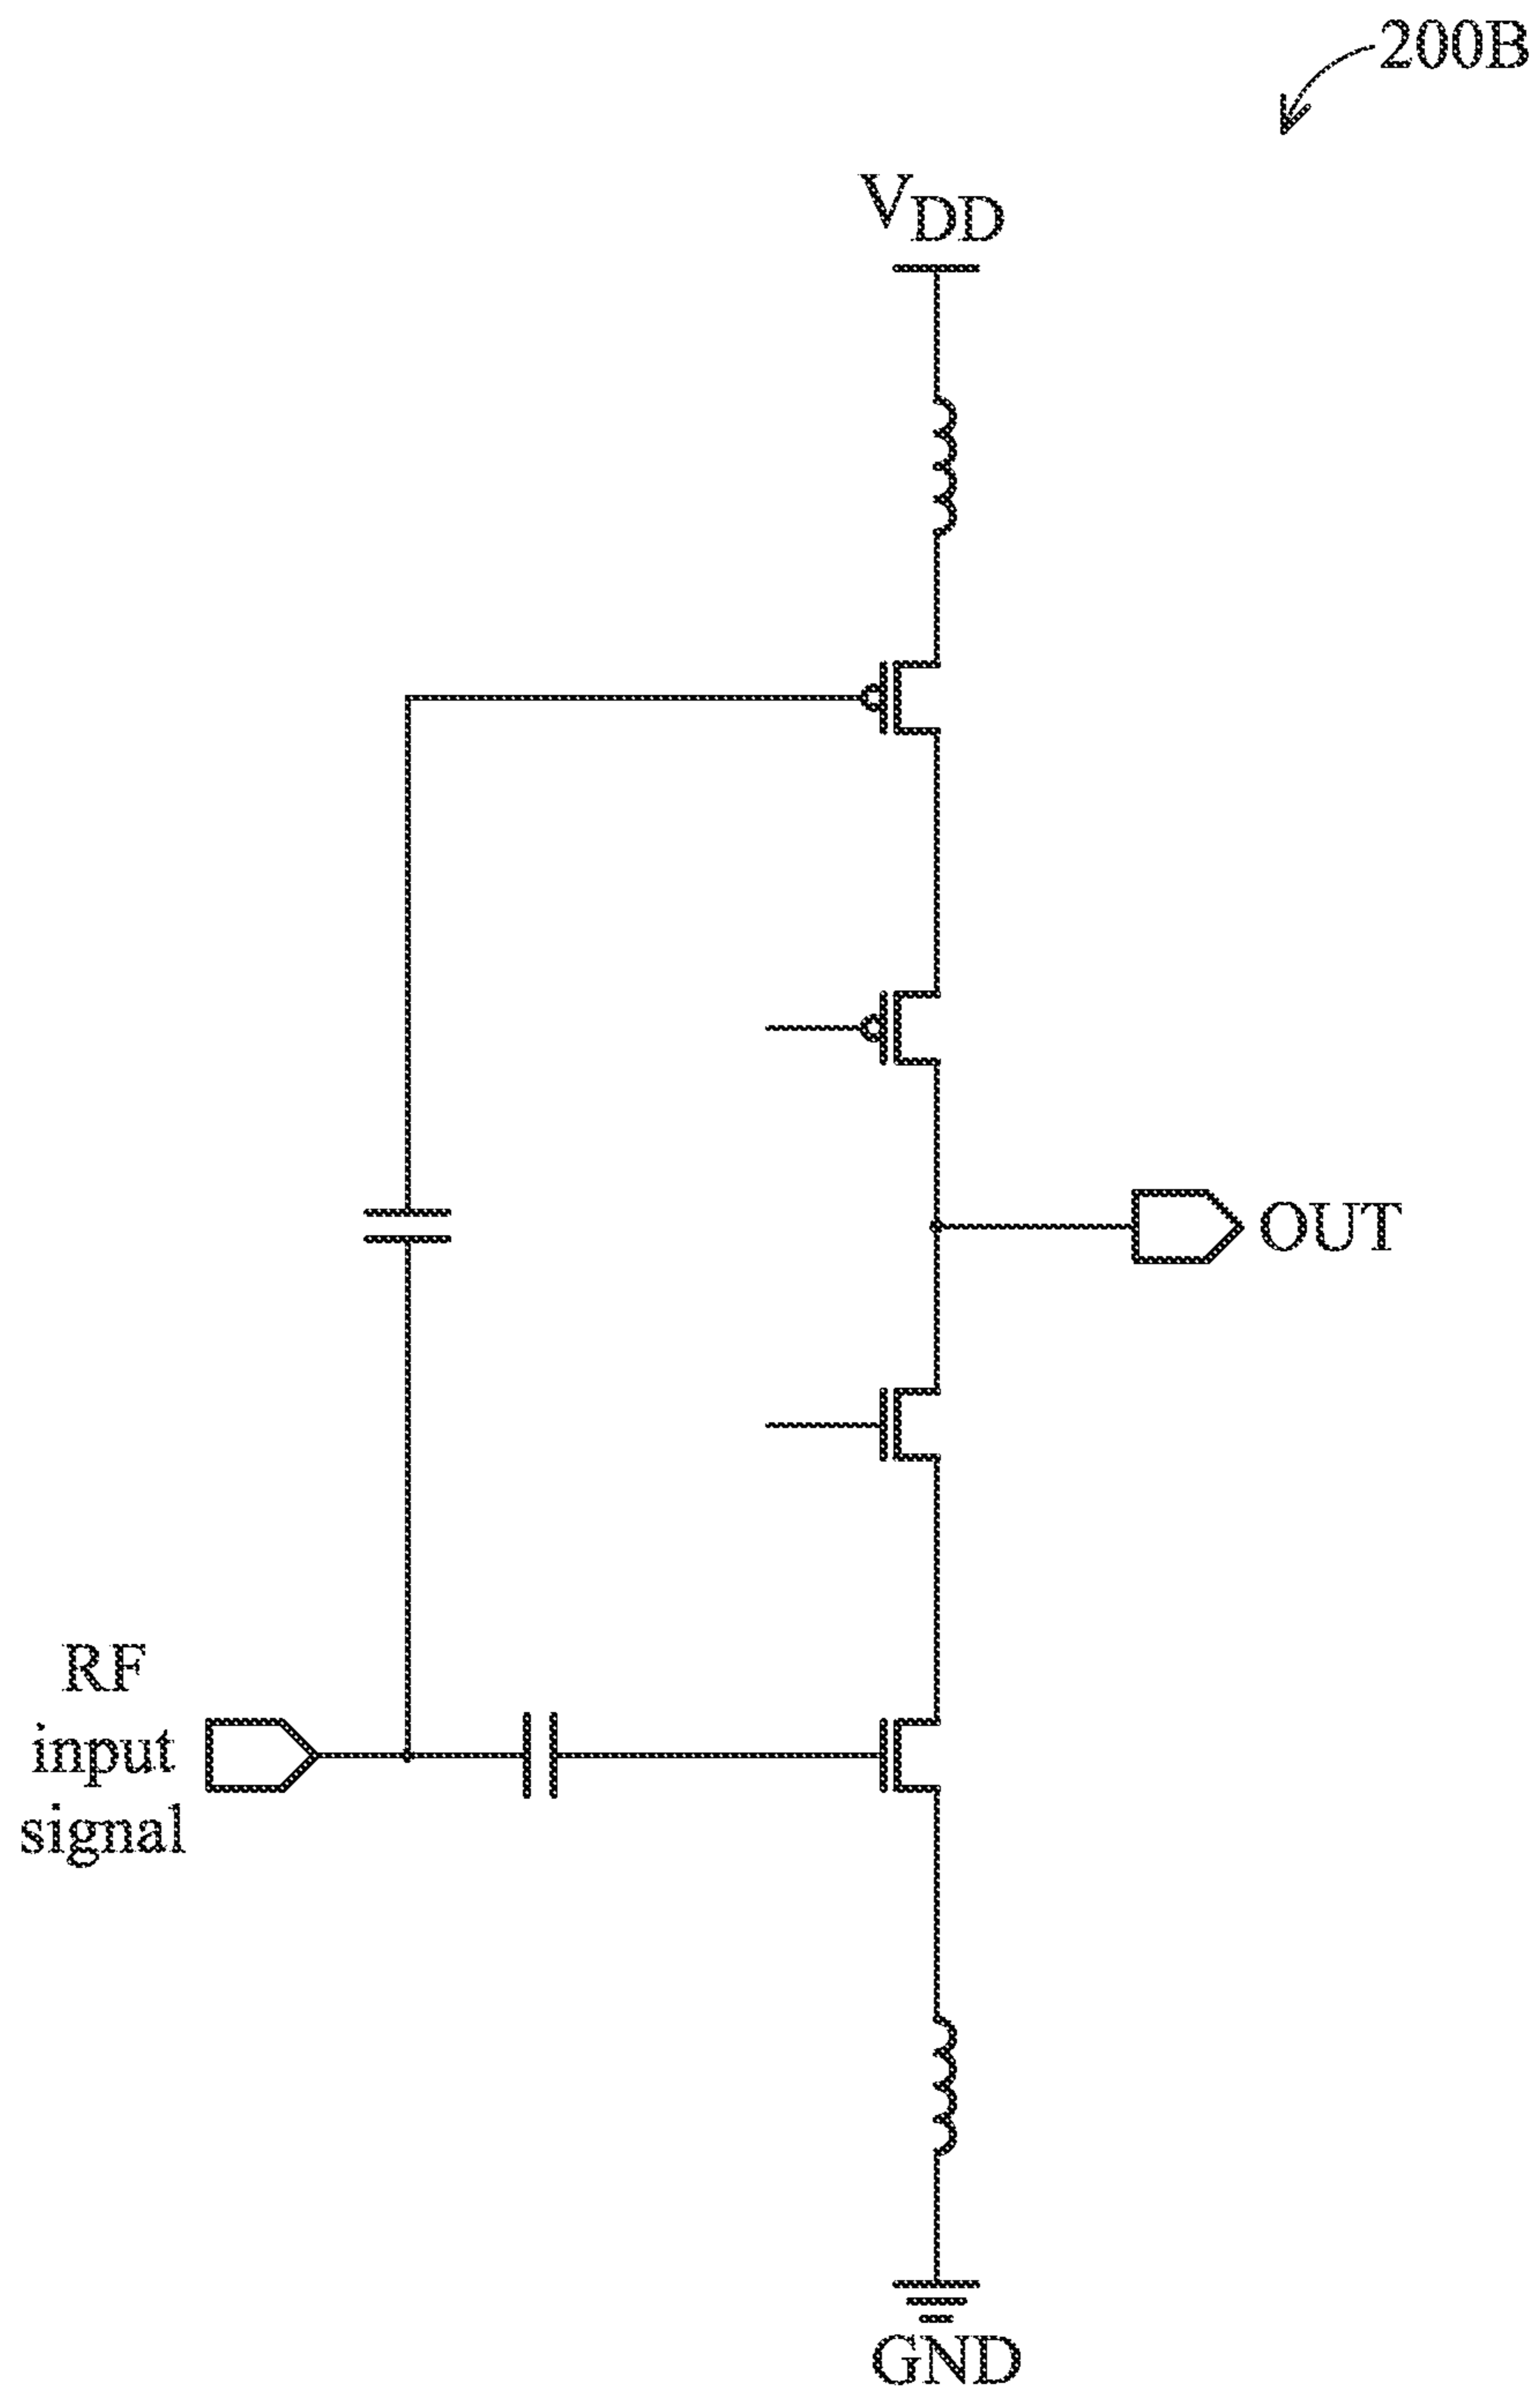 200B
VDD
OUT
RF
input
signal
GND